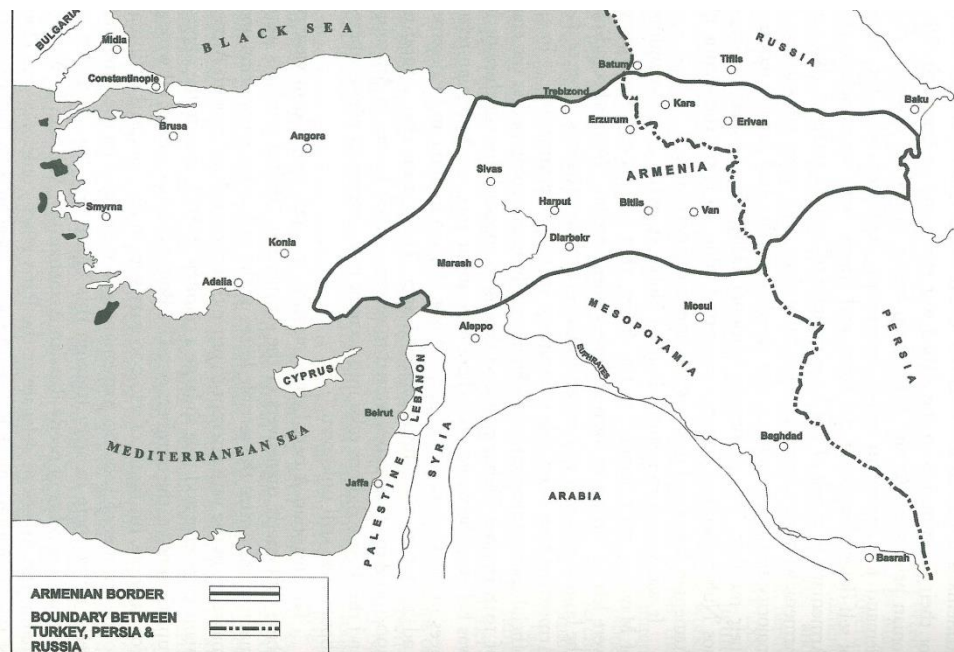 BULGARIA
Midia
BLACK SEA
Constantinople
RUSSIA
Batum
Tiflis
Trebizond
Kars
Baku
Brusa
Angora
Erzurum
Erivan
Sivas
ARMENIA
Smyrna
Harput
Bitlis
Van
Konia
Diarbekr
Marash
Adalia
MESOPOTAMIA
Mosul
PERSIA
Aleppo
CYPRUS
EUPHRATES
LEBANON
Beirut
MEDITERRANEAN SEA
SYRIA
Baghdad
Jaffa
PALESTINE
ARABIA
Basrah
ARMENIAN BORDER
BOUNDARY BETWEEN
TURKEY, PERSIA &
RUSSIA